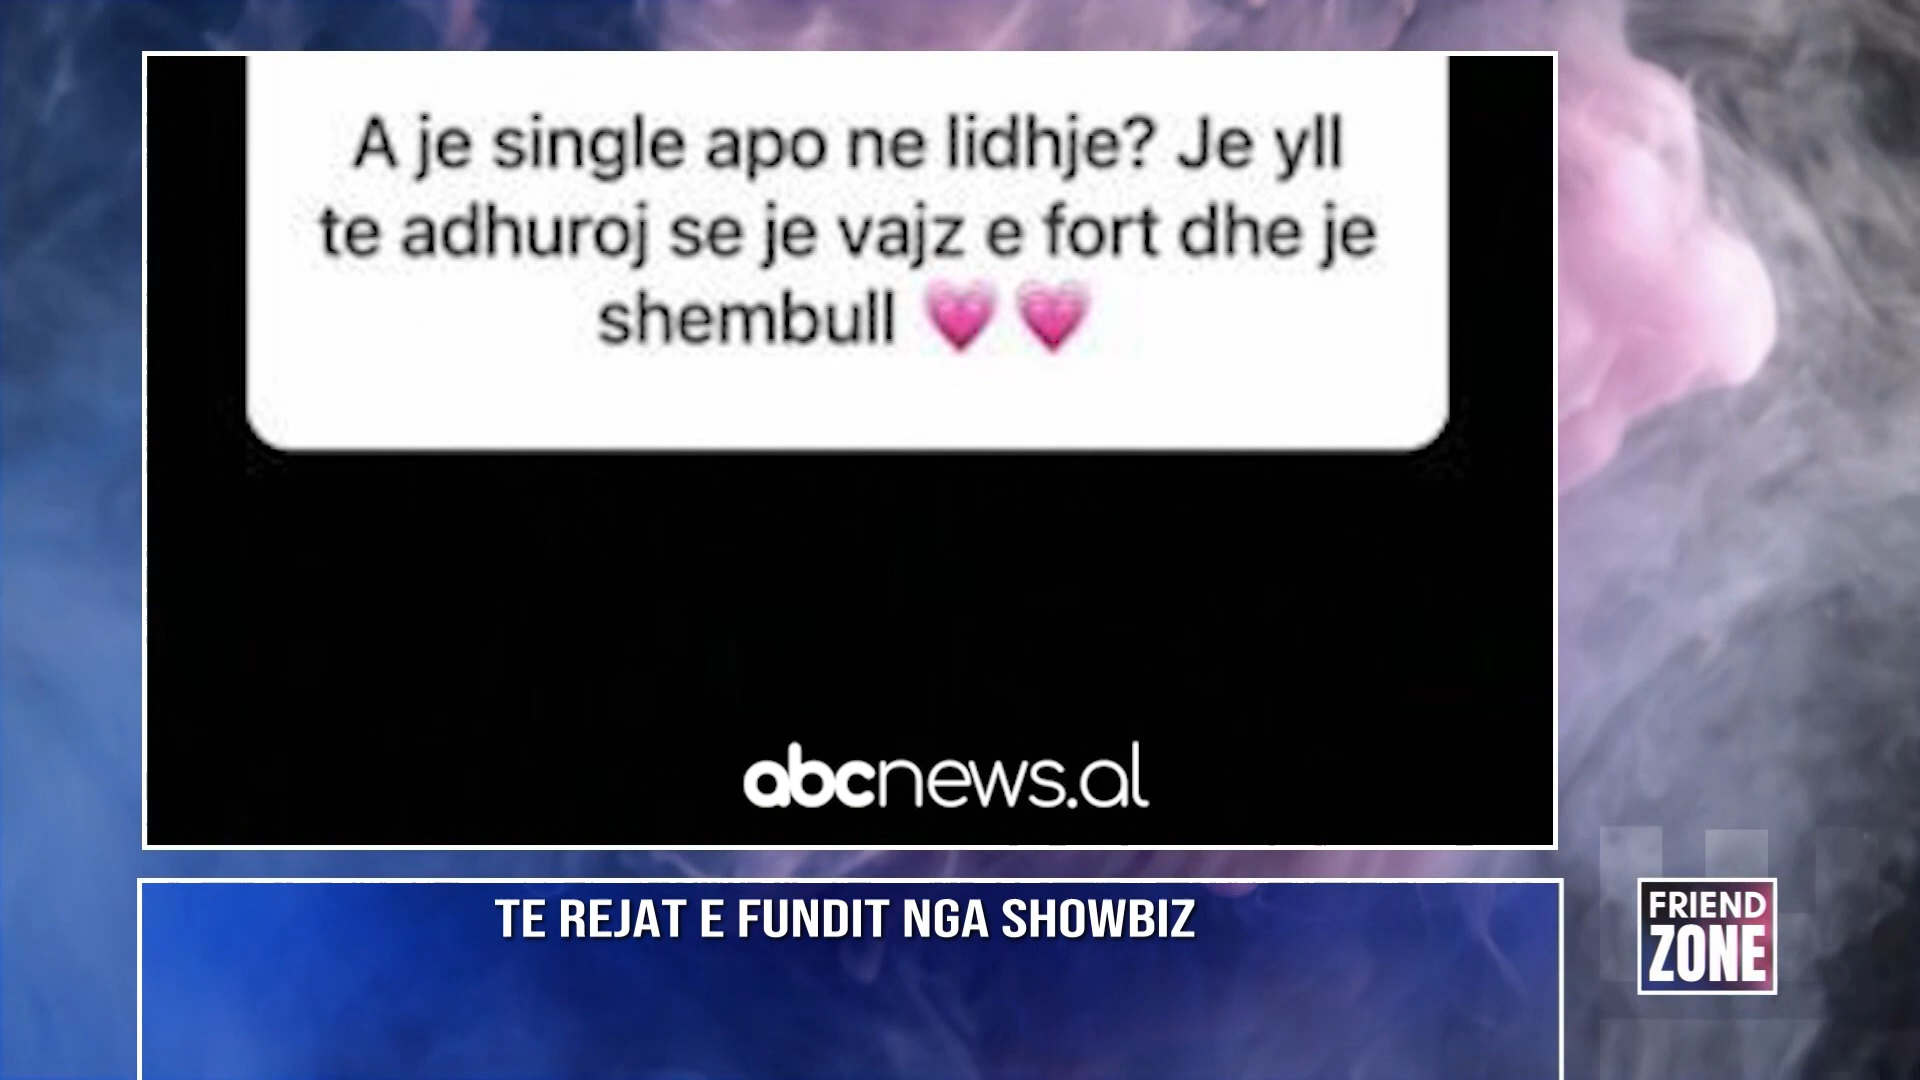 A je single apo ne lidhje? Je yll
te adhuroj se je vajz e fort dhe je
shembull 💗 💗
abcnews.al
TE REJAT E FUNDIT NGA SHOWBIZ
FRIEND
ZONE